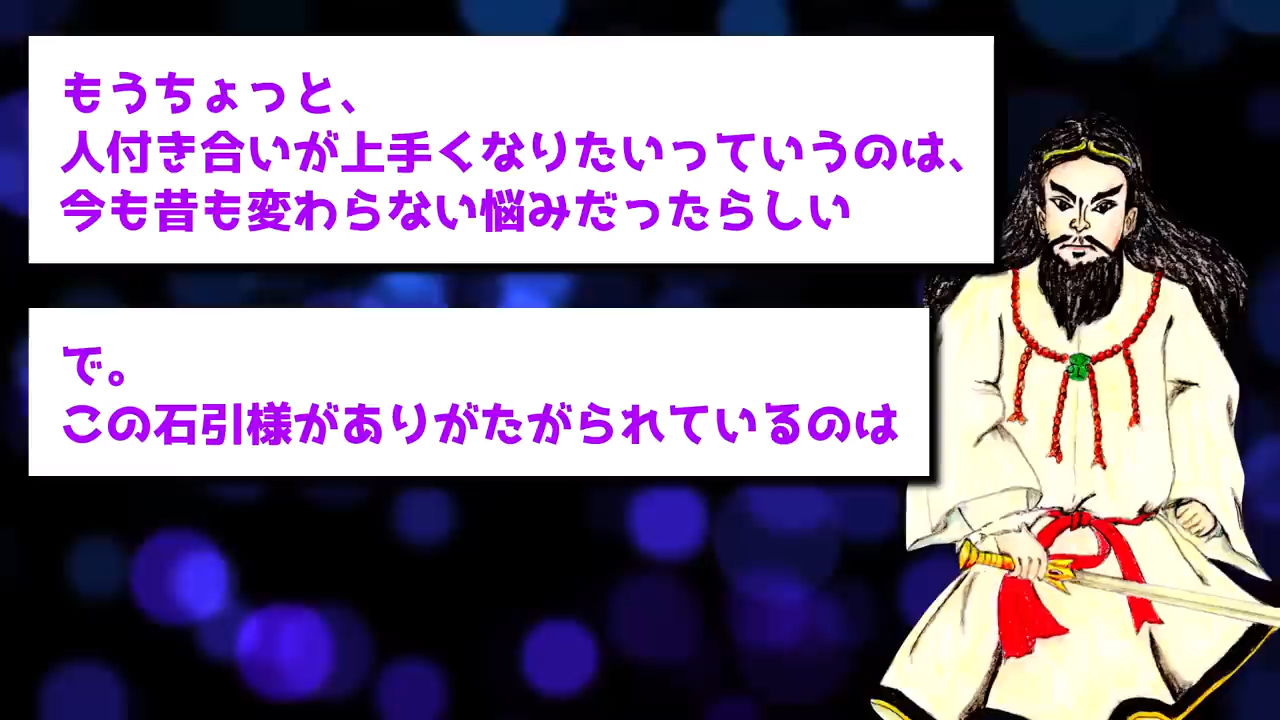 もうちょっと、
人付き合いが上手くなりたいっていうのは、
今も昔も変わらない悩みだったらしい
で。
この石引様がありがたがられているのは